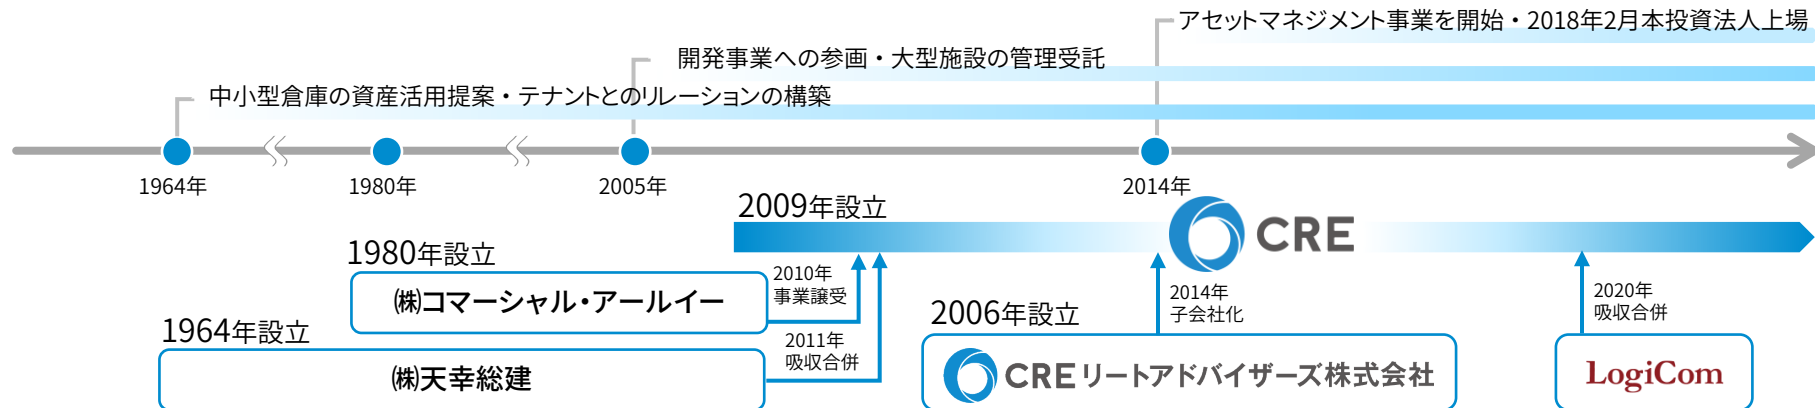 アセットマネジメント事業を開始・2018年2月本投資法人上場
開発事業への参画・大型施設の管理受託
中小型倉庫の資産活用提案・テナントとのリレーションの構築
1964年
1980年
2005年
2014年
2009年設立
CRE
1980年設立
㈱コマーシャル・アールイー
2010年
事業譲受
1964年設立
㈱天幸総建
2011年
吸収合併
2006年設立
2014年
子会社化
CREリートアドバイザーズ株式会社
2020年
吸収合併
LogiCom